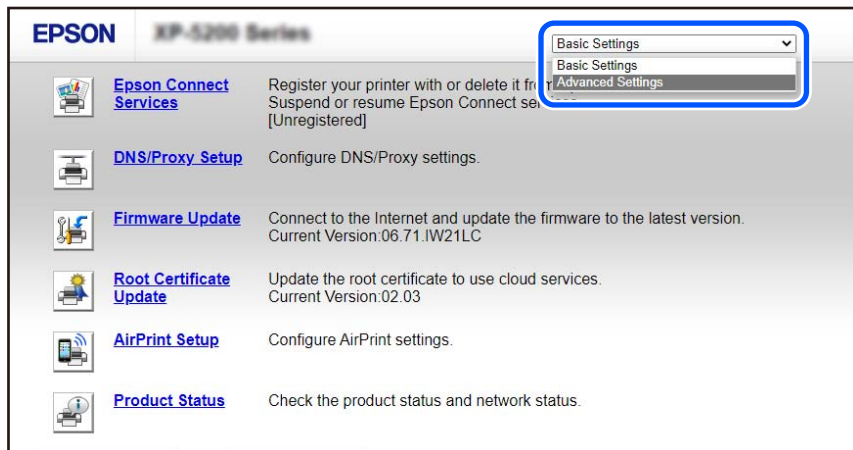 EPSON XP-5200 Series
Basic Settings
Basic Settings
Advanced Settings
Epson Connect Services
Register your printer with or delete it
Suspend or resume Epson Connect
[Unregistered]
DNS/Proxy Setup
Configure DNS/Proxy settings.
Firmware Update
Connect to the Internet and update the firmware to the latest version.
Current Version:06.71.IW21LC
Root Certificate
Update
Update the root certificate to use cloud services.
Current Version:02.03
AirPrint Setup
Configure AirPrint settings.
Product Status
Check the product status and network status.